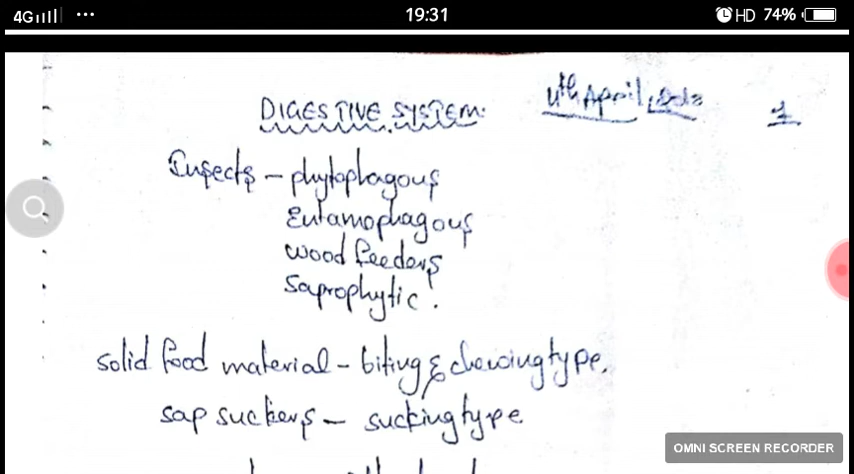 4G ... 19:31 HD 74%
DIGESTIVE SYSTEM: April 1
Insects – phytophagous
Entamophagous
wood feeders
Saprophytic.
solid food material – biting & chewing type.
sap suckers – sucking type
OMNI SCREEN RECORDER